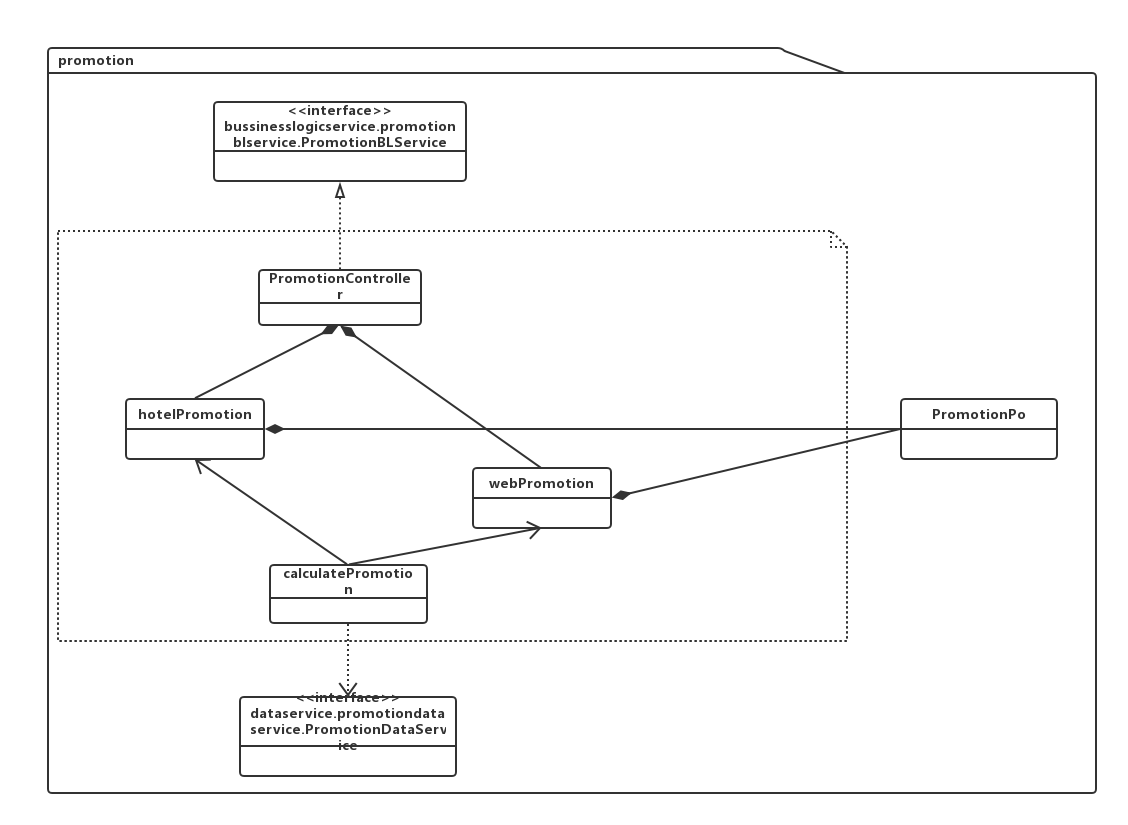 promotion
<<interface>>
bussinesslogicservice.promotion
blservice.PromotionBLService
PromotionControlle
r
hotelPromotion
PromotionPo
webPromotion
calculatePromotio
n
<<interface>>
dataservice.promotiondata
service.PromotionDataServ
ice